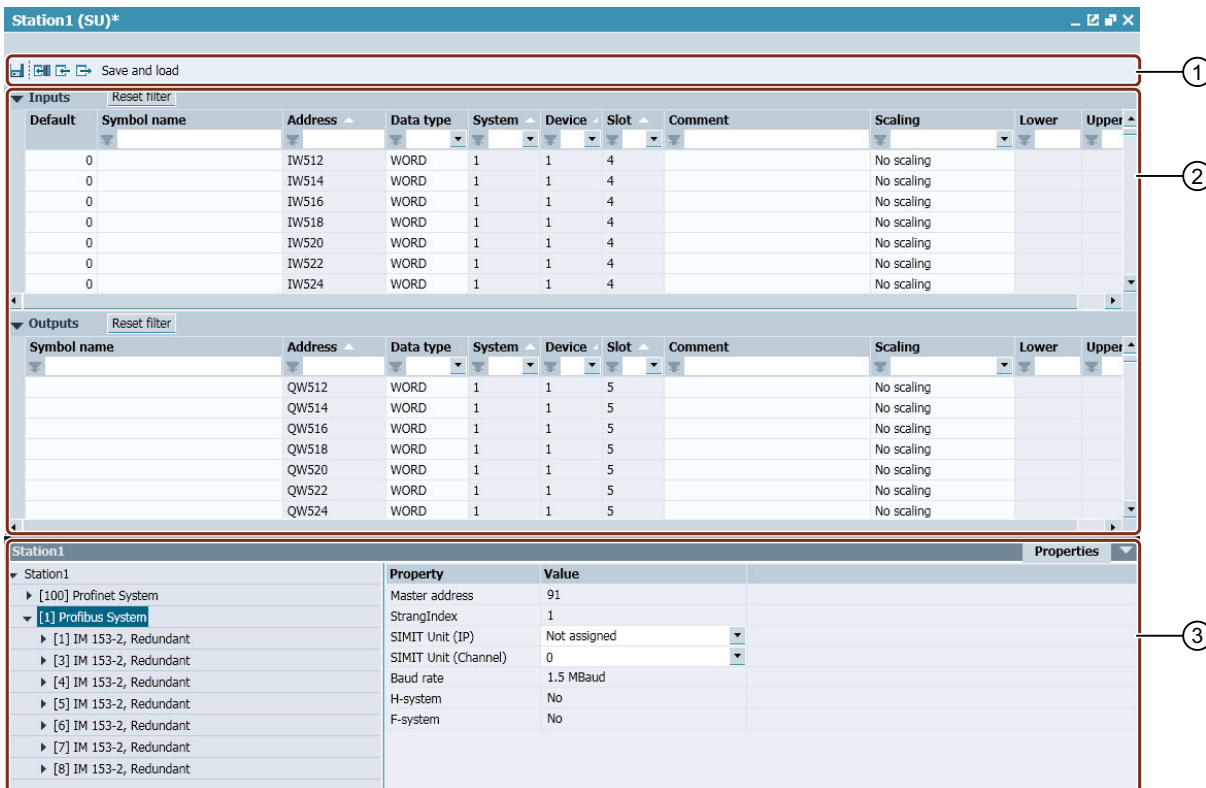 Station1 (SU)*
Save and load
1
Inputs Reset filter
Default Symbol name Address Data type System Device Slot Comment Scaling Lower Upper
0 IW512 WORD 1 1 4 No scaling
0 IW514 WORD 1 1 4 No scaling
0 IW516 WORD 1 1 4 No scaling
2
0 IW518 WORD 1 1 4 No scaling
0 IW520 WORD 1 1 4 No scaling
0 IW522 WORD 1 1 4 No scaling
0 IW524 WORD 1 1 4 No scaling
Outputs Reset filter
Symbol name Address Data type System Device Slot Comment Scaling Lower Upper
QW512 WORD 1 1 5 No scaling
QW514 WORD 1 1 5 No scaling
QW516 WORD 1 1 5 No scaling
QW518 WORD 1 1 5 No scaling
QW520 WORD 1 1 5 No scaling
QW522 WORD 1 1 5 No scaling
QW524 WORD 1 1 5 No scaling
Station1 Properties
Station1 Property Value
[100] Profinet System Master address 91
[1] Profibus System StrangIndex 1
[1] IM 153-2, Redundant SIMIT Unit (IP) Not assigned
3
[3] IM 153-2, Redundant SIMIT Unit (Channel) 0
[4] IM 153-2, Redundant Baud rate 1.5 MBaud
[5] IM 153-2, Redundant H-system No
[6] IM 153-2, Redundant F-system No
[7] IM 153-2, Redundant
[8] IM 153-2, Redundant